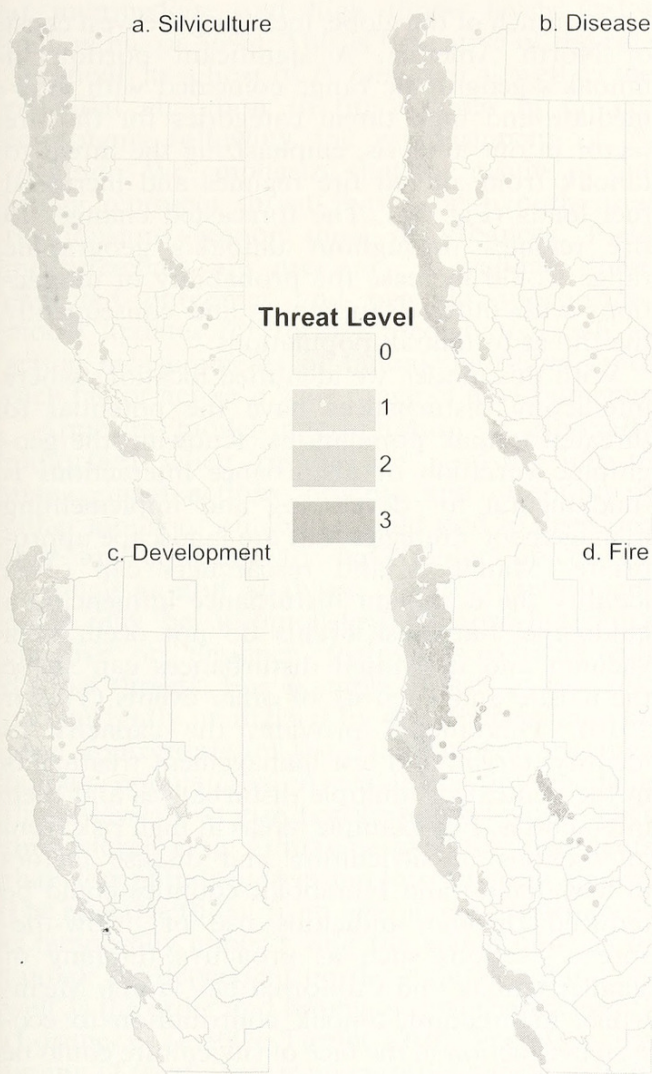 a. Silviculture
b. Disease
Threat Level
0
1
2
3
c. Development
d. Fire